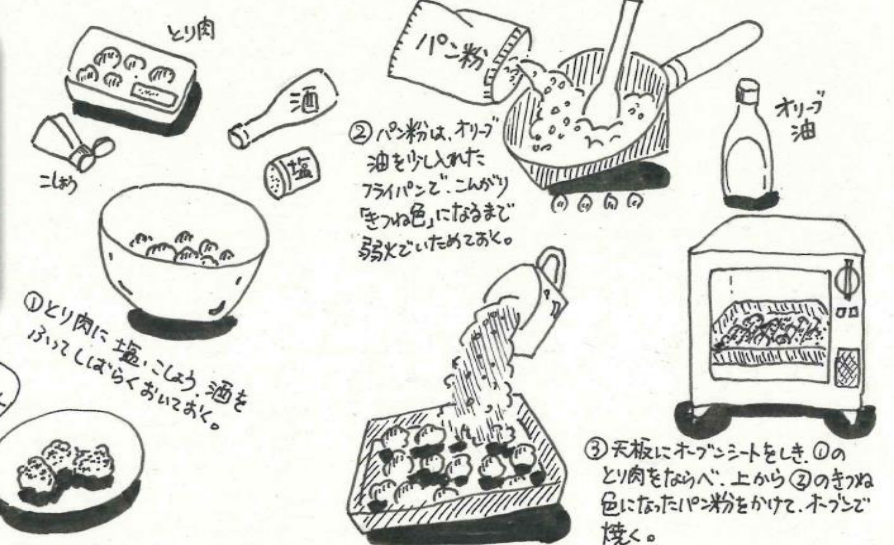 とり肉
こしょう
酒
塩
①とり肉に塩、こしょう、酒を
ふってしばらくおいておく。
パン粉
②パン粉は、オリーブ
油を少し入れた
フライパンで、こんがり
「きつね色」になるまで
弱火でいためておく。
オリーブ
油
③天板にオーブンシートをしき、①の
とり肉をならべ、上から②のきつね
色になったパン粉をかけて、オーブンで
焼く。